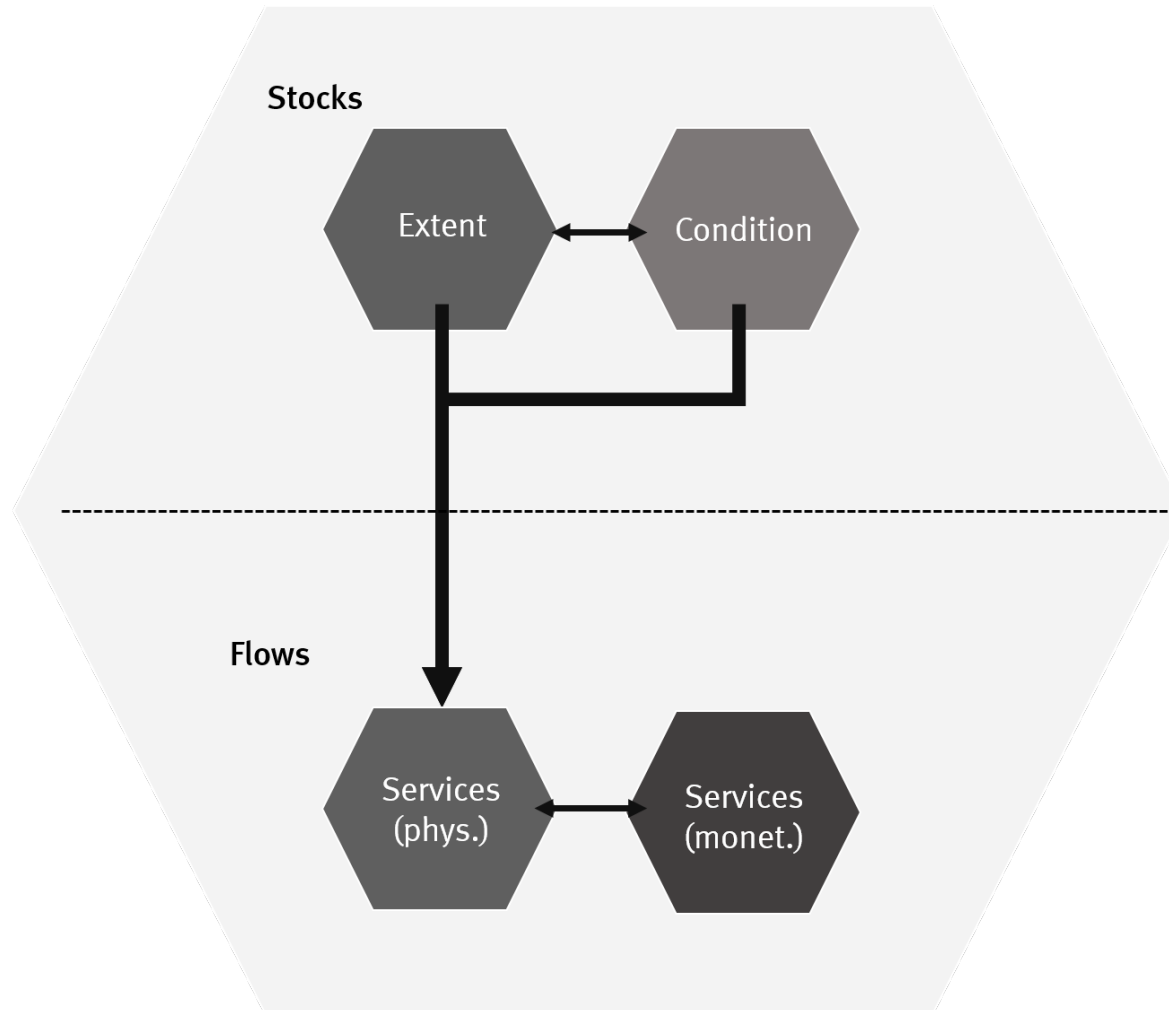 Stocks
Extent
Condition
Flows
Services
(phys.)
Services
(monet.)